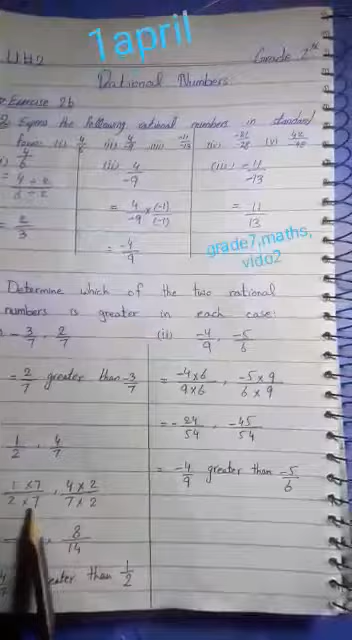 1april
Grade 7th
Rational Numbers
Exercise 2b
Express the following rational numbers in standard
form: (i) 4/6 (ii) 4/-9 (iii) -11/-13
(i) 4/6
(ii) 4/-9
(iii) -11/-13
= 4 ÷ 2 / 6 ÷ 2
= 4/-9 × (-1)/(-1)
= 11/13
= 2/3
= -4/9
grade7,maths,
vido2
Determine which of the two rational
numbers is greater in each case:
-3/7 , 2/7
(ii) -4/9 , -5/6
= 2/7 greater than -3/7
= -4×6/9×6 , -5×9/6×9
= -24/54 , -45/54
1/2 , 4/7
= -4/9 greater than -5/6
1×7/2×7 , 4×2/7×2
, 8/14
than 1/2